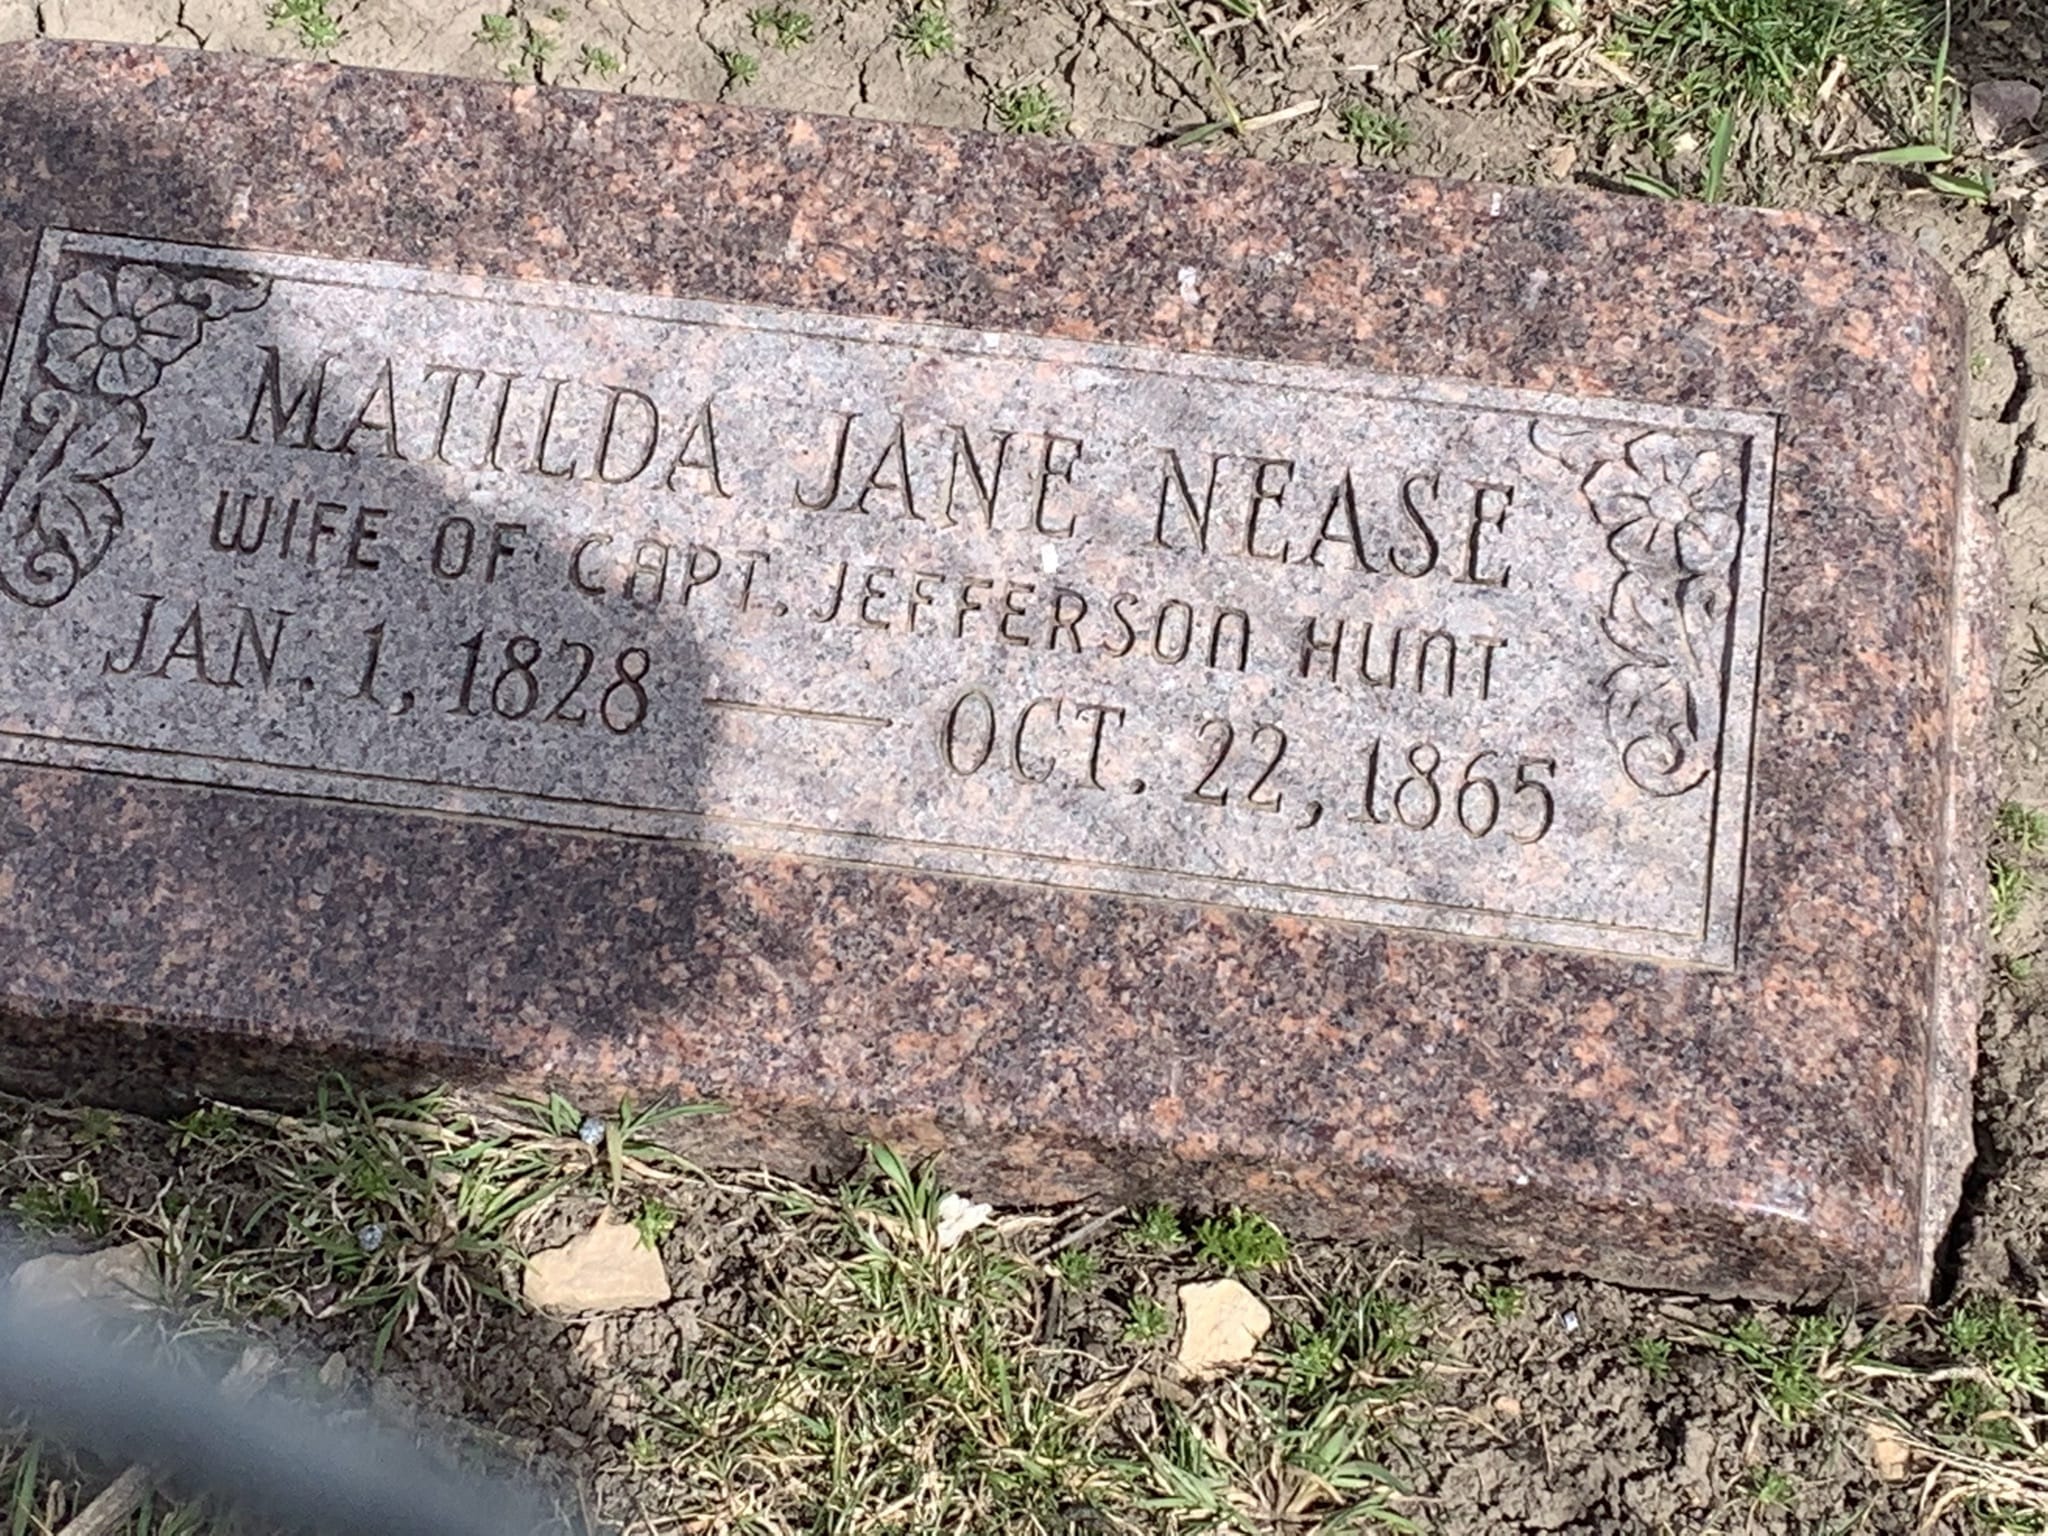 MATILDA JANE NEASE
WIFE OF CAPT. JEFFERSON HUNT
JAN. 1, 1828 — OCT. 22, 1865